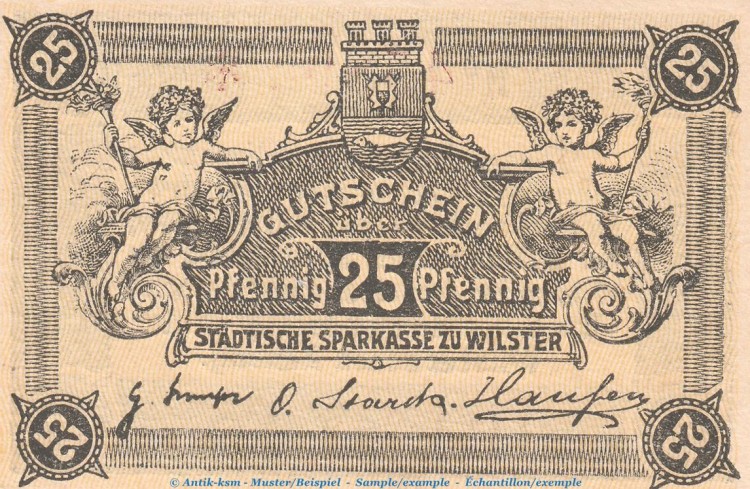 25 25
GUTSCHEIN
über
Pfennig 25 Pfennig
STÄDTISCHE SPARKASSE ZU WILSTER
O. Starck.
25 25
© Antik-ksm - Muster/Beispiel - Sample/example - Échantillon/exemple